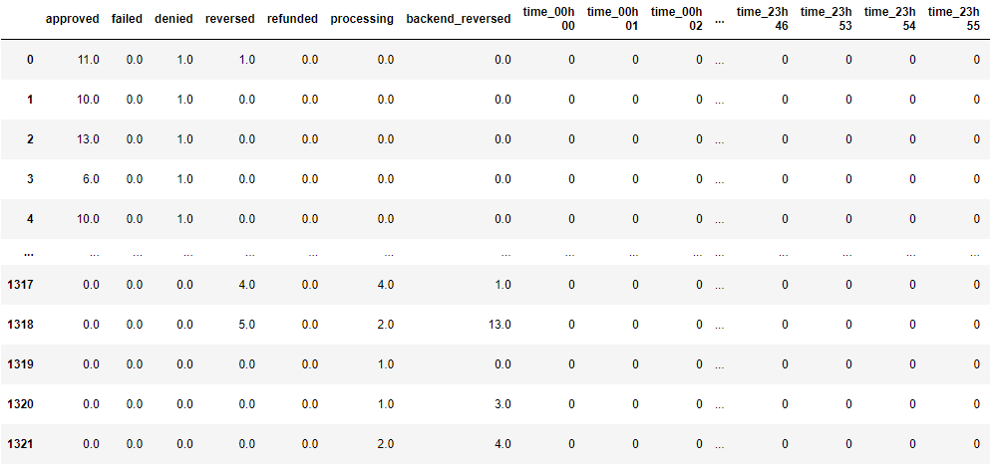 approved failed denied reversed refunded processing backend_reversed time_00h 00 time_00h 01 time_00h 02 ... time_23h 46 time_23h 53 time_23h 54 time_23h 55
0 11.0 0.0 1.0 1.0 0.0 0.0 0.0 0 0 0 ... 0 0 0 0
1 10.0 0.0 1.0 0.0 0.0 0.0 0.0 0 0 0 ... 0 0 0 0
2 13.0 0.0 1.0 0.0 0.0 0.0 0.0 0 0 0 ... 0 0 0 0
3 6.0 0.0 1.0 0.0 0.0 0.0 0.0 0 0 0 ... 0 0 0 0
4 10.0 0.0 1.0 0.0 0.0 0.0 0.0 0 0 0 ... 0 0 0 0
... ... ... ... ... ... ... ... ... ... ... ... ... ... ... ...
1317 0.0 0.0 0.0 4.0 0.0 4.0 1.0 0 0 0 ... 0 0 0 0
1318 0.0 0.0 0.0 5.0 0.0 2.0 13.0 0 0 0 ... 0 0 0 0
1319 0.0 0.0 0.0 0.0 0.0 1.0 0.0 0 0 0 ... 0 0 0 0
1320 0.0 0.0 0.0 0.0 0.0 1.0 3.0 0 0 0 ... 0 0 0 0
1321 0.0 0.0 0.0 0.0 0.0 2.0 4.0 0 0 0 ... 0 0 0 0